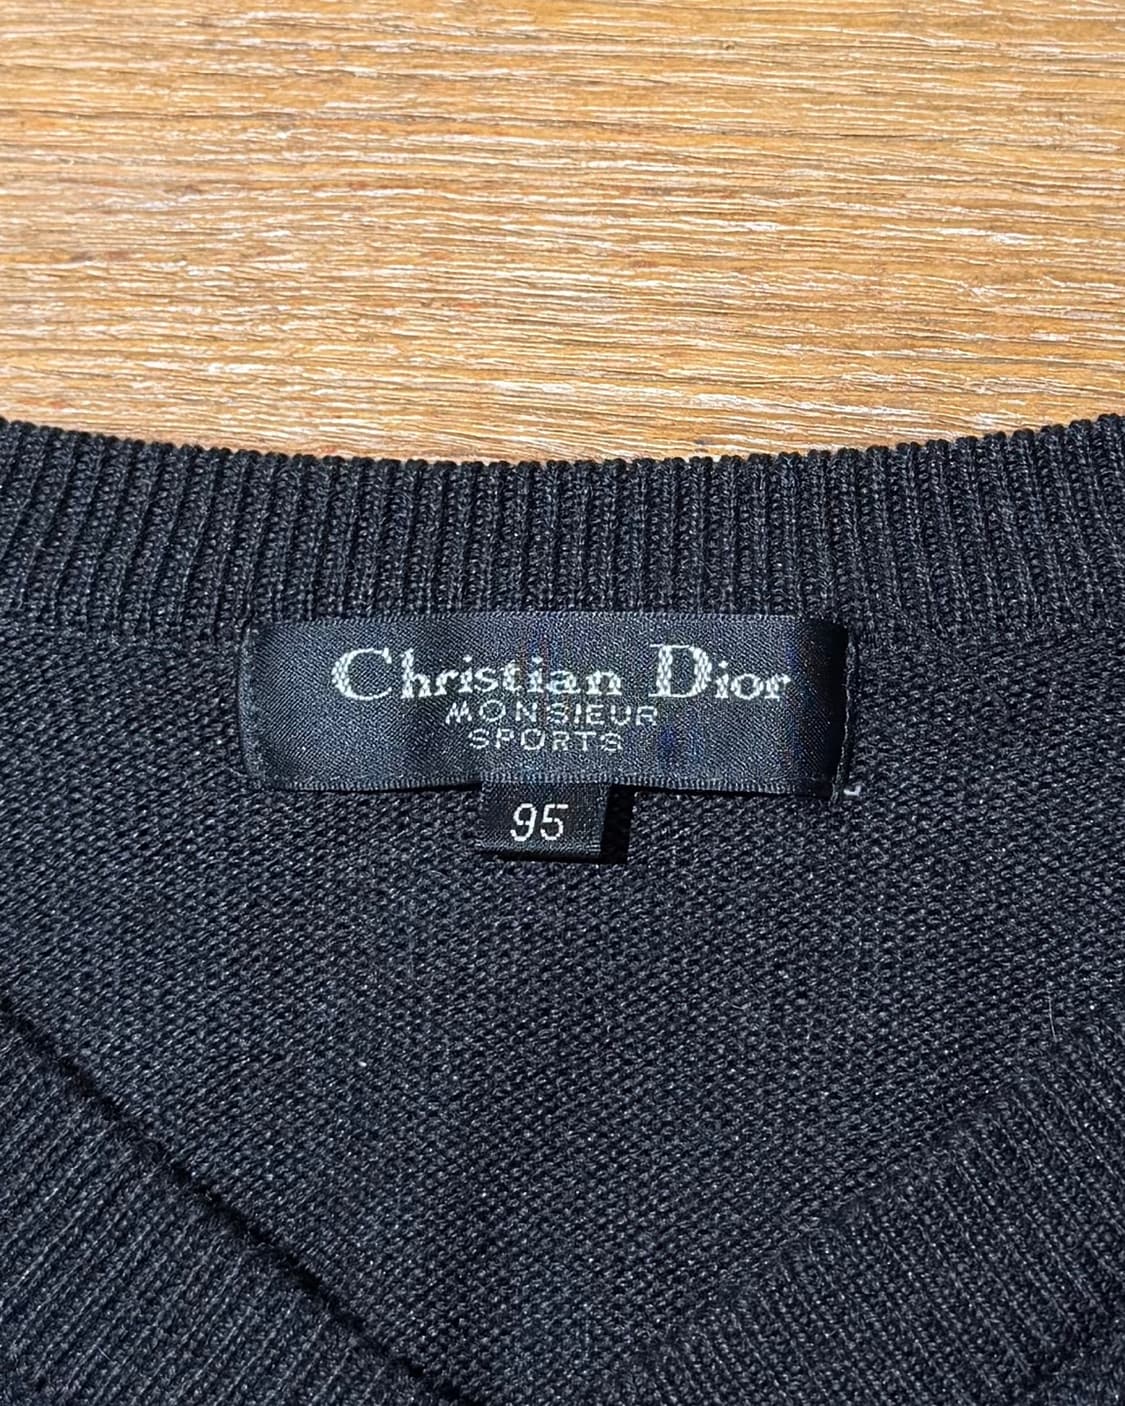 Christian Dior
MONSIEUR
SPORTS
95